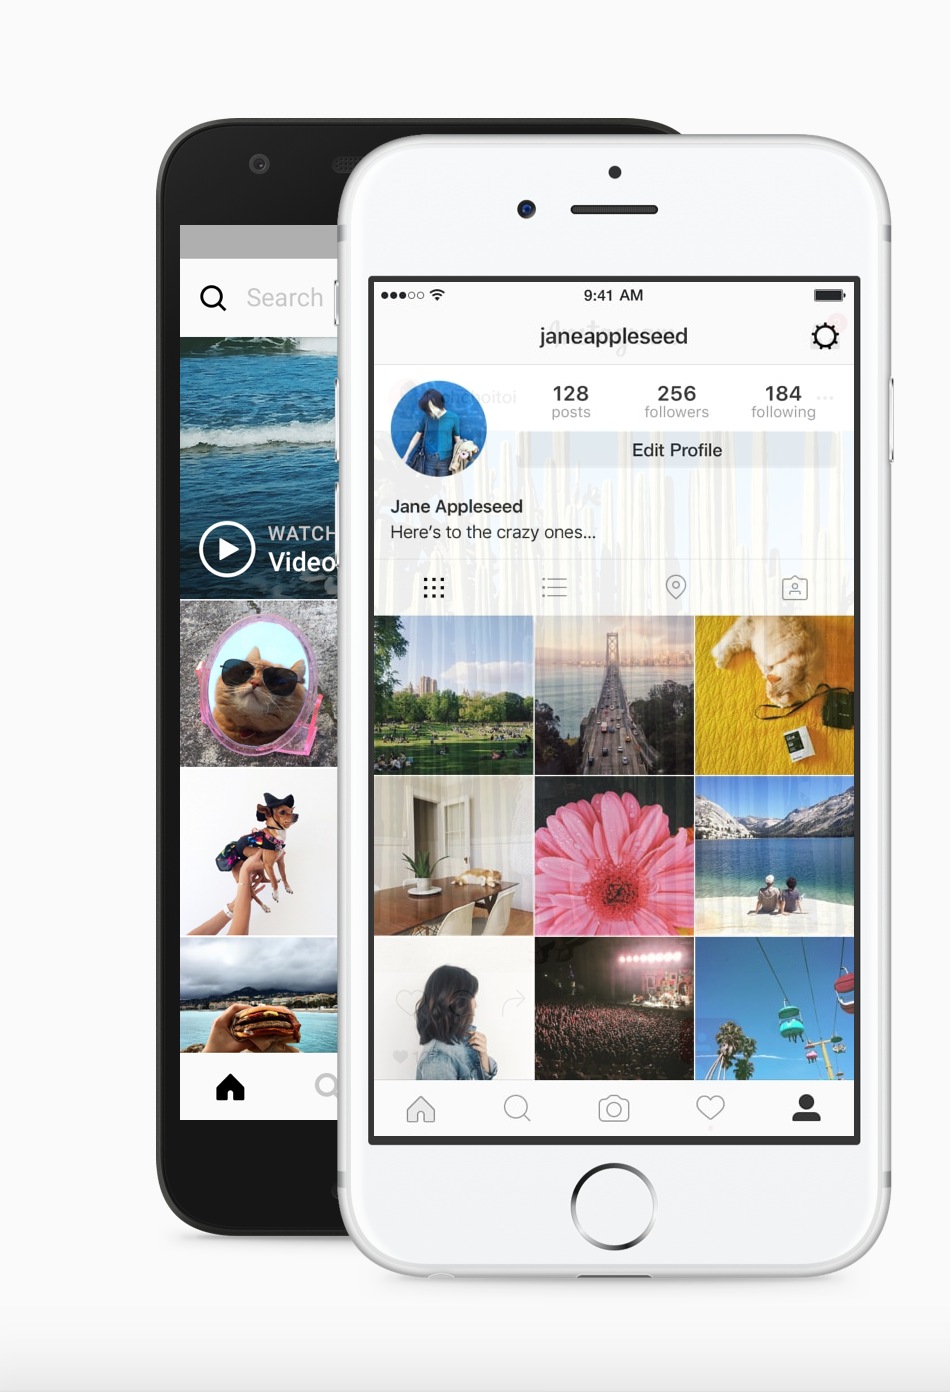 Search
WATCH
Video
9:41 AM
janeappleseed
128 256 184
posts followers following
Edit Profile
Jane Appleseed
Here's to the crazy ones...